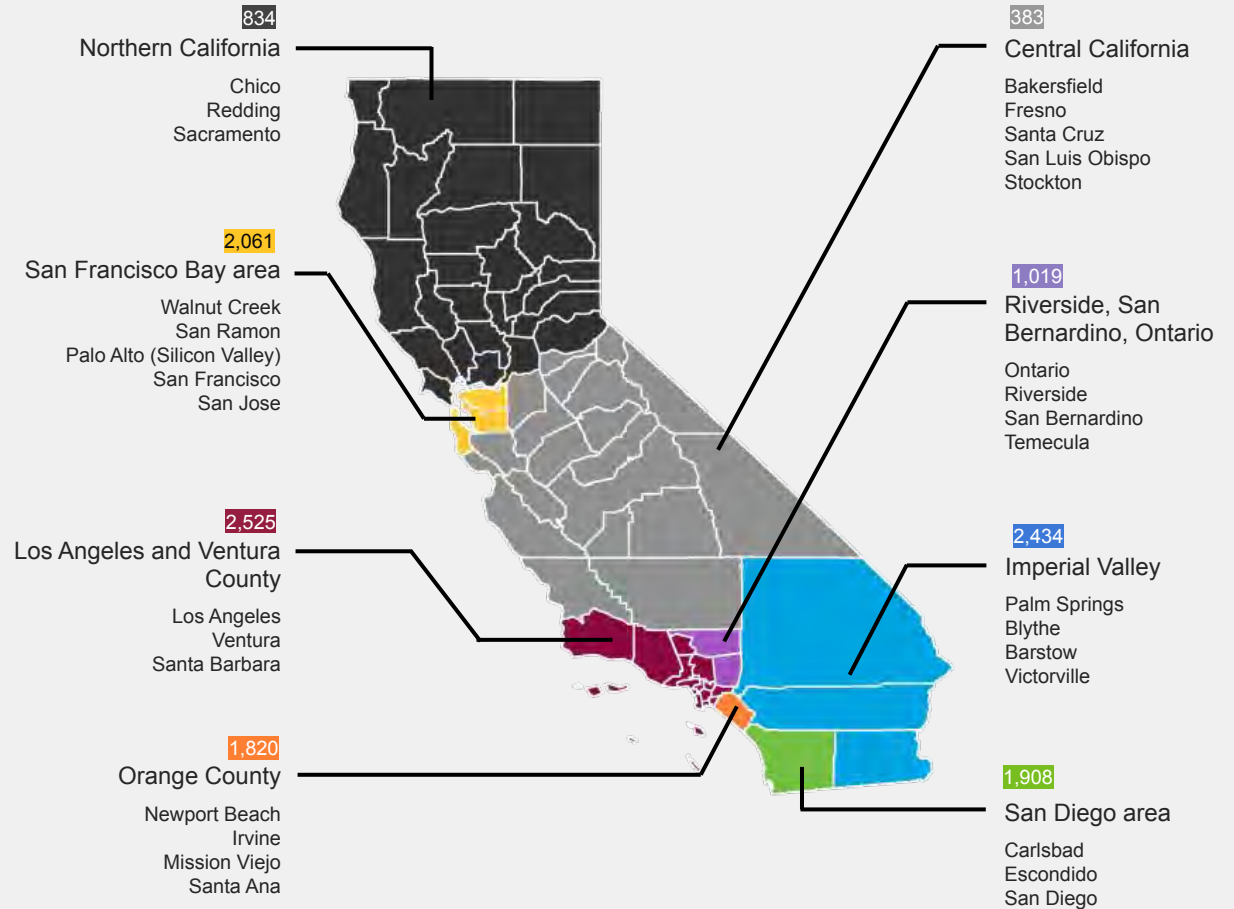 834
Northern California
Chico
Redding
Sacramento
2,061
San Francisco Bay area
Walnut Creek
San Ramon
Palo Alto (Silicon Valley)
San Francisco
San Jose
2,525
Los Angeles and Ventura
County
Los Angeles
Ventura
Santa Barbara
1,820
Orange County
Newport Beach
Irvine
Mission Viejo
Santa Ana
383
Central California
Bakersfield
Fresno
Santa Cruz
San Luis Obispo
Stockton
1,019
Riverside, San
Bernardino, Ontario
Ontario
Riverside
San Bernardino
Temecula
2,434
Imperial Valley
Palm Springs
Blythe
Barstow
Victorville
1,908
San Diego area
Carlsbad
Escondido
San Diego